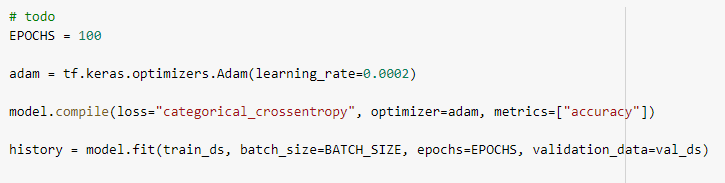 # todo
EPOCHS = 100
adam = tf.keras.optimizers.Adam(learning_rate=0.0002)
model.compile(loss="categorical_crossentropy", optimizer=adam, metrics=["accuracy"])
history = model.fit(train_ds, batch_size=BATCH_SIZE, epochs=EPOCHS, validation_data=val_ds)